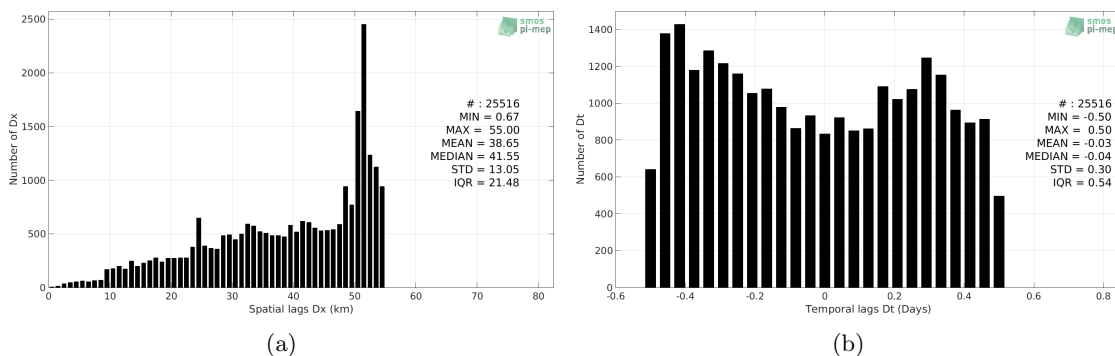 2500
2000
1500
1000
500
0
0 10 20 30 40 50 60 70 80
Number of Dx
Spatial lags Dx (km)
smos
pi-mep
# : 25516
MIN = 0.67
MAX = 55.00
MEAN = 38.65
MEDIAN = 41.55
STD = 13.05
IQR = 21.48
(a)
1400
1200
1000
800
600
400
200
0
-0.6 -0.4 -0.2 0 0.2 0.4 0.6 0.8
Number of Dt
Temporal lags Dt (Days)
smos
pi-mep
# : 25516
MIN = -0.50
MAX = 0.50
MEAN = -0.03
MEDIAN = -0.04
STD = 0.30
IQR = 0.54
(b)